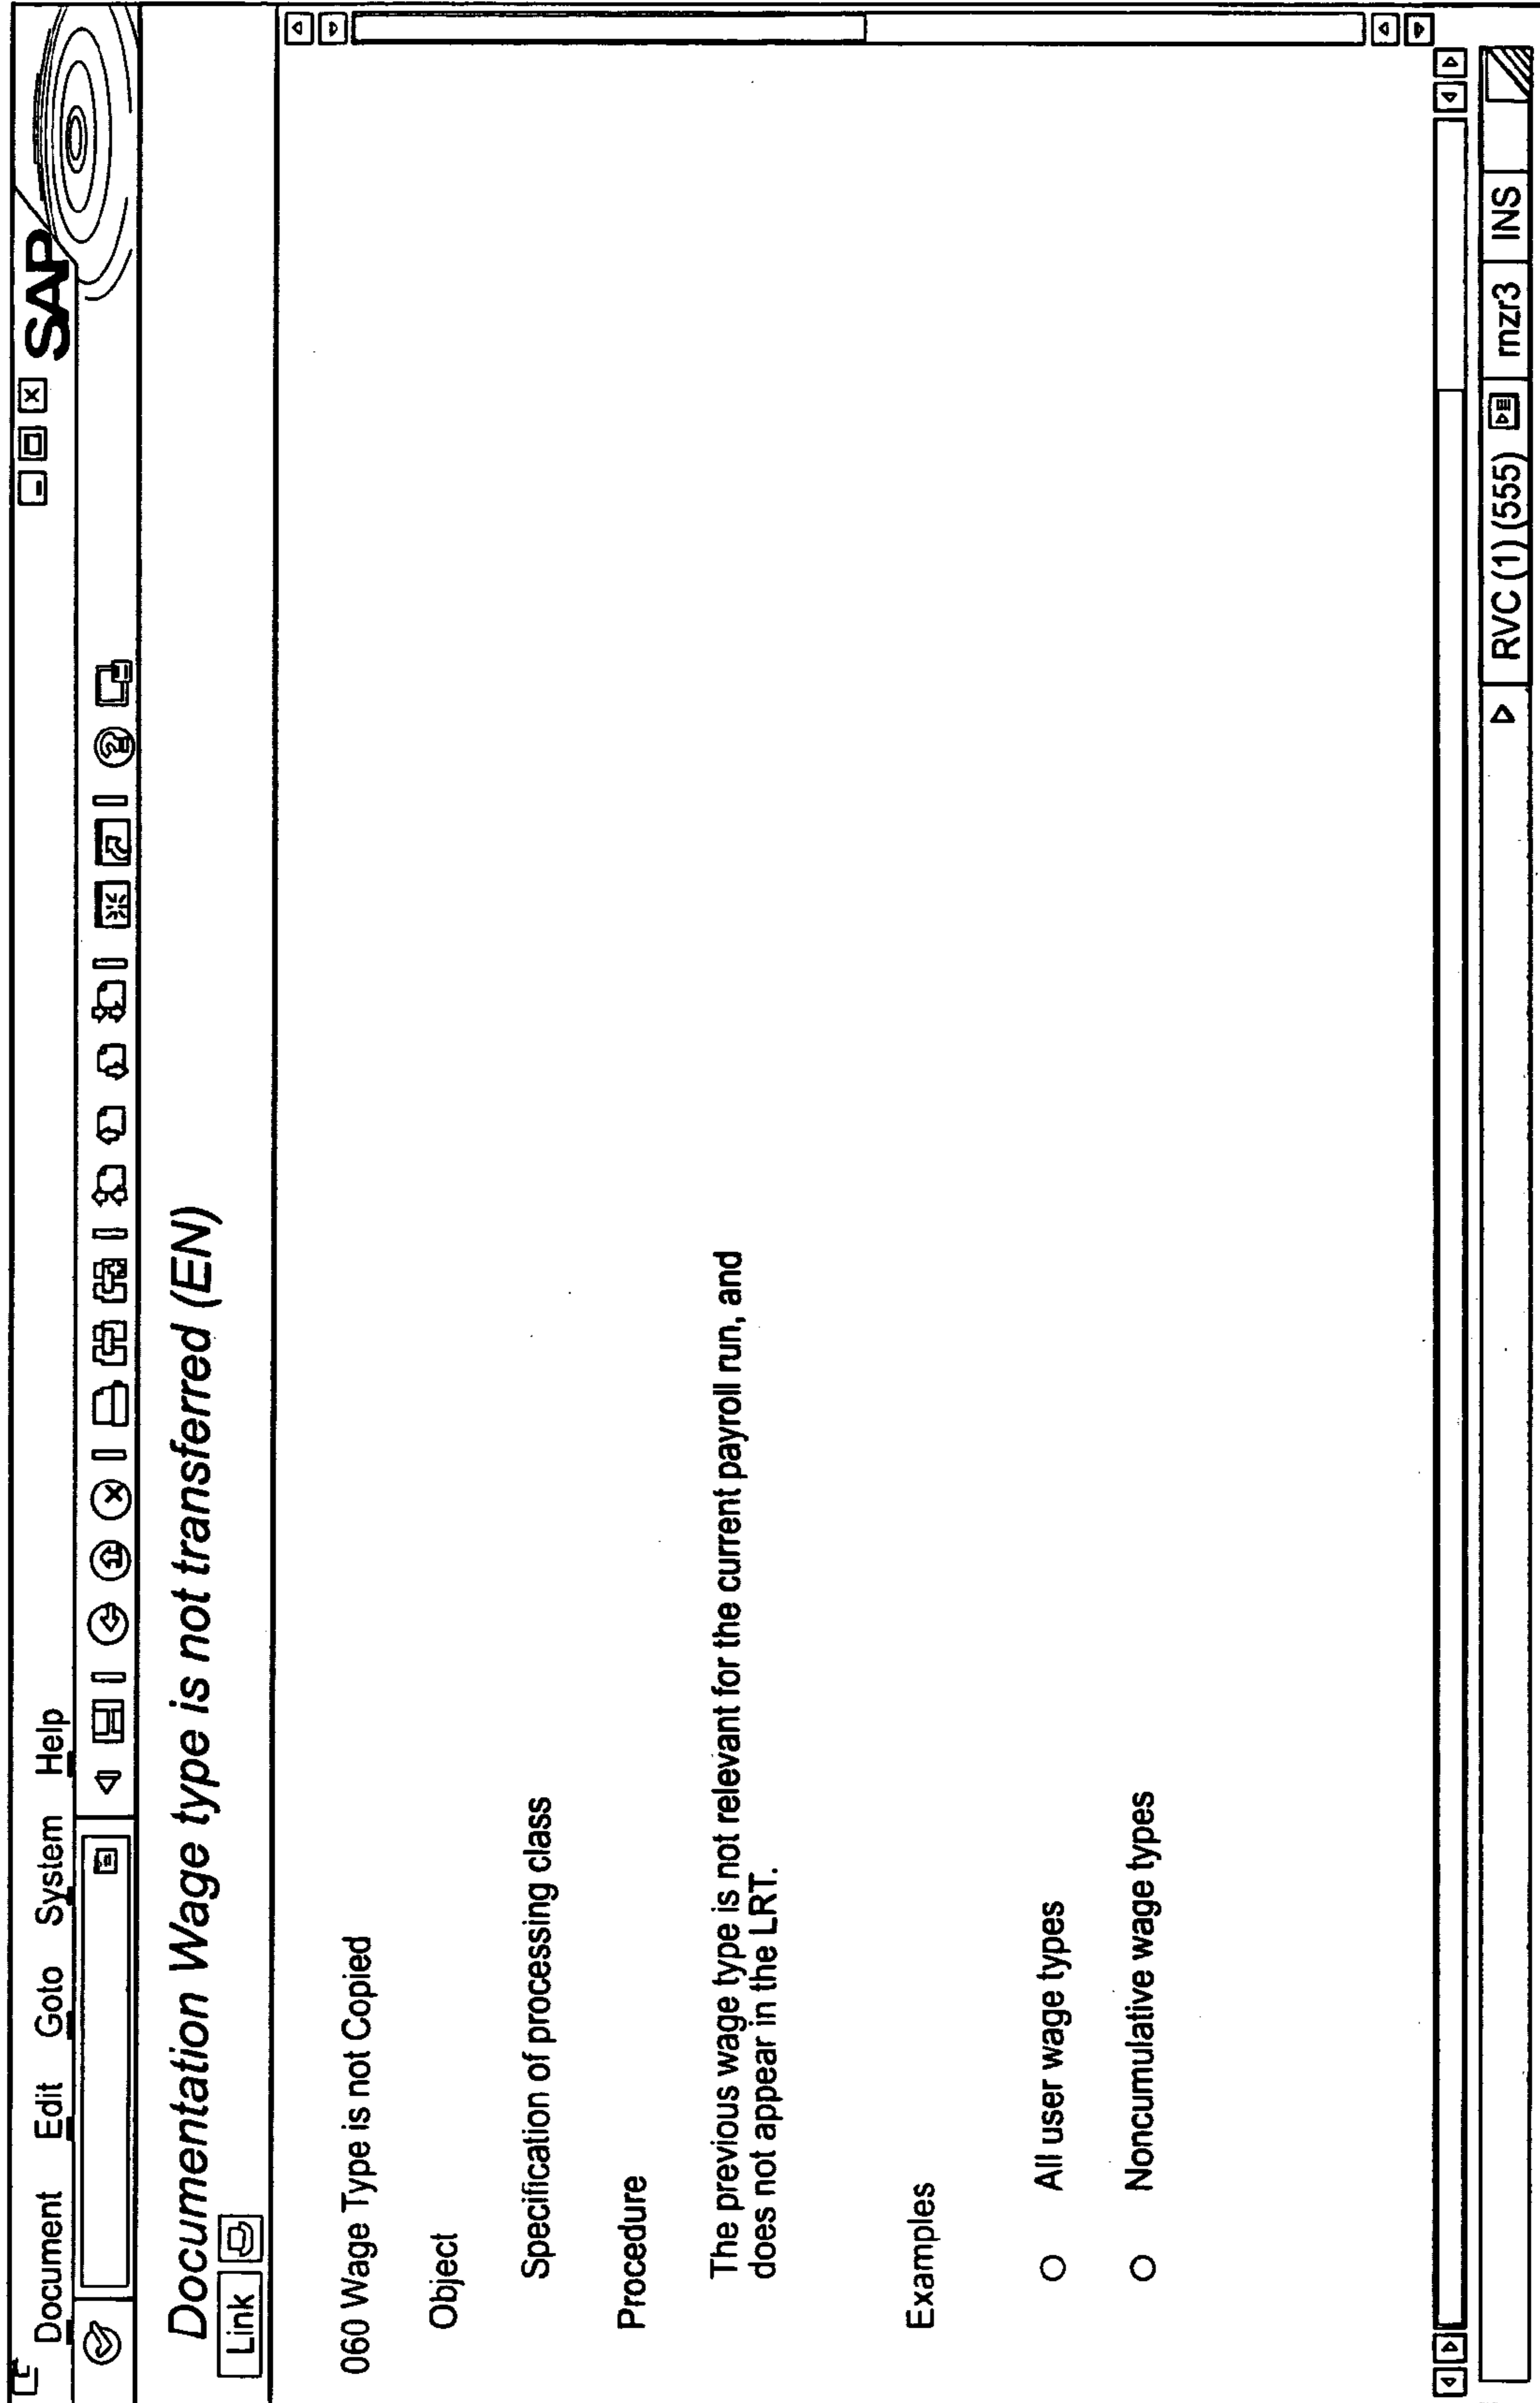 Document Edit Goto System Help
SAP
Documentation Wage type is not transferred (EN)
Link
060 Wage Type is not Copied
Object
Specification of processing class
Procedure
The previous wage type is not relevant for the current payroll run, and
does not appear in the LRT.
Examples
All user wage types
Noncumulative wage types
RVC (1) (555) rnzr3 INS